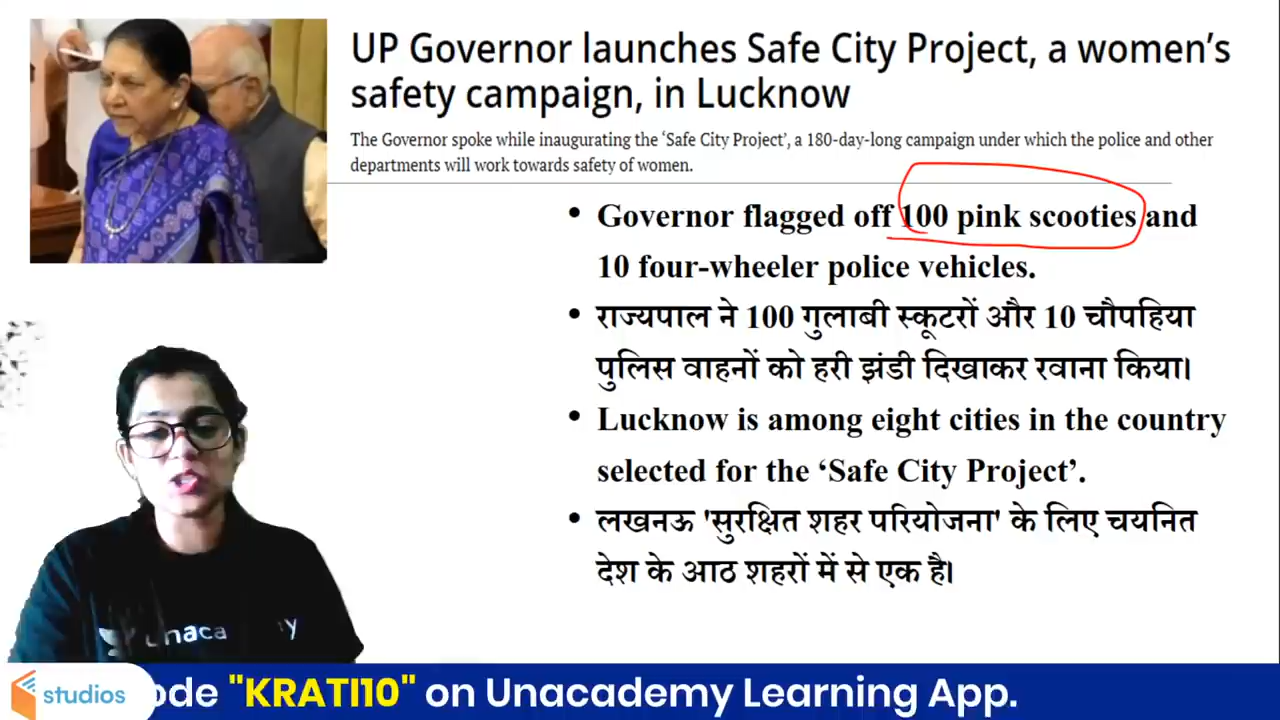 UP Governor launches Safe City Project, a women's
safety campaign, in Lucknow
The Governor spoke while inaugurating the 'Safe City Project', a 180-day-long campaign under which the police and other
departments will work towards safety of women.
• Governor flagged off 100 pink scooties and
10 four-wheeler police vehicles.
• राज्यपाल ने 100 गुलाबी स्कूटरों और 10 चौपहिया
पुलिस वाहनों को हरी झंडी दिखाकर रवाना किया।
• Lucknow is among eight cities in the country
selected for the 'Safe City Project'.
• लखनऊ 'सुरक्षित शहर परियोजना' के लिए चयनित
देश के आठ शहरों में से एक है।
studios
ode "KRATI10" on Unacademy Learning App.